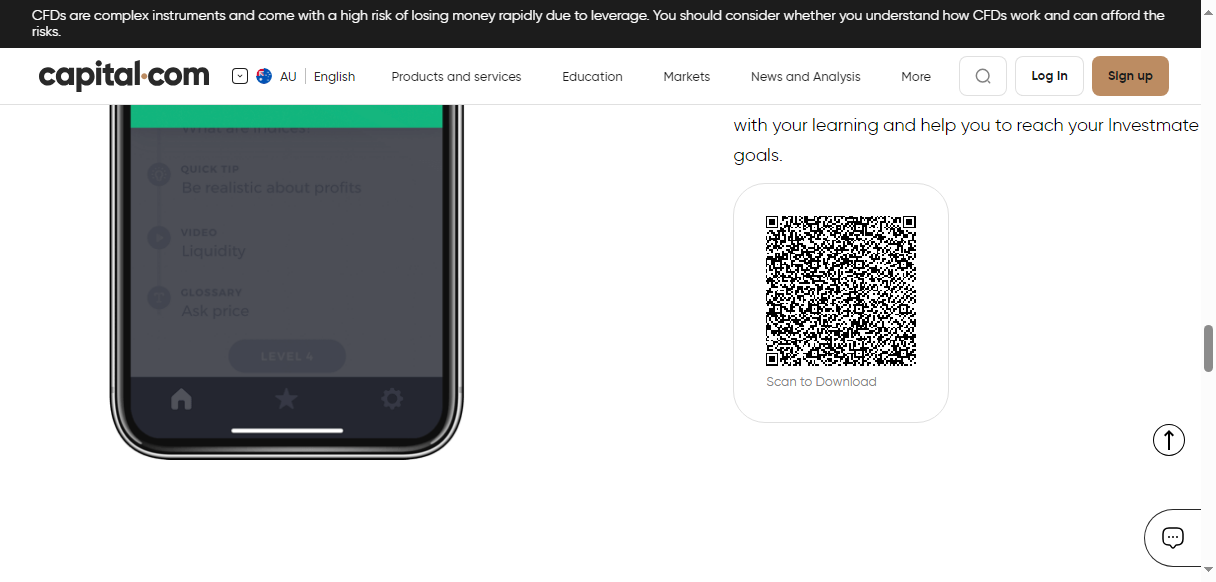 CFDs are complex instruments and come with a high risk of losing money rapidly due to leverage. You should consider whether you understand how CFDs work and can afford the
risks.
capital.com
AU
English
Products and services
Education
Markets
News and Analysis
More
Log In
Sign up
What are indices?
QUICK TIP
Be realistic about profits
VIDEO
Liquidity
GLOSSARY
Ask price
LEVEL 4
with your learning and help you to reach your Investmate
goals.
Scan to Download